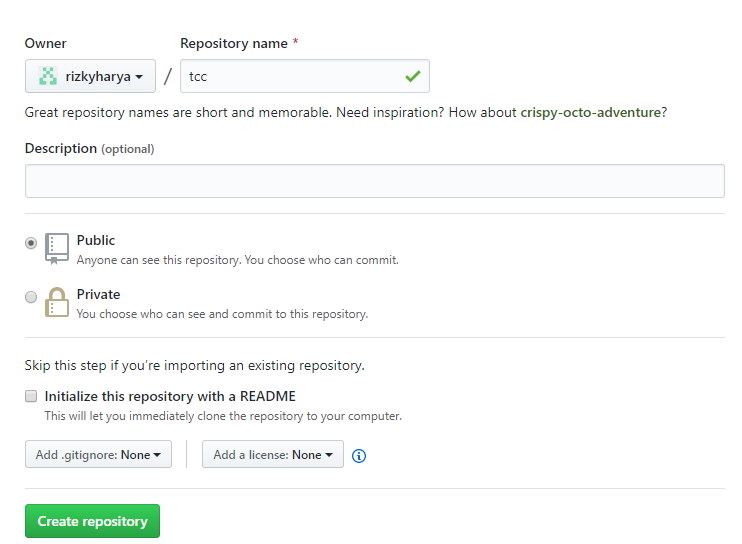 Owner Repository name *
rizkyharya / tcc
Great repository names are short and memorable. Need inspiration? How about crispy-octo-adventure?
Description (optional)
Public
Anyone can see this repository. You choose who can commit.
Private
You choose who can see and commit to this repository.
Skip this step if you’re importing an existing repository.
Initialize this repository with a README
This will let you immediately clone the repository to your computer.
Add .gitignore: None Add a license: None
Create repository